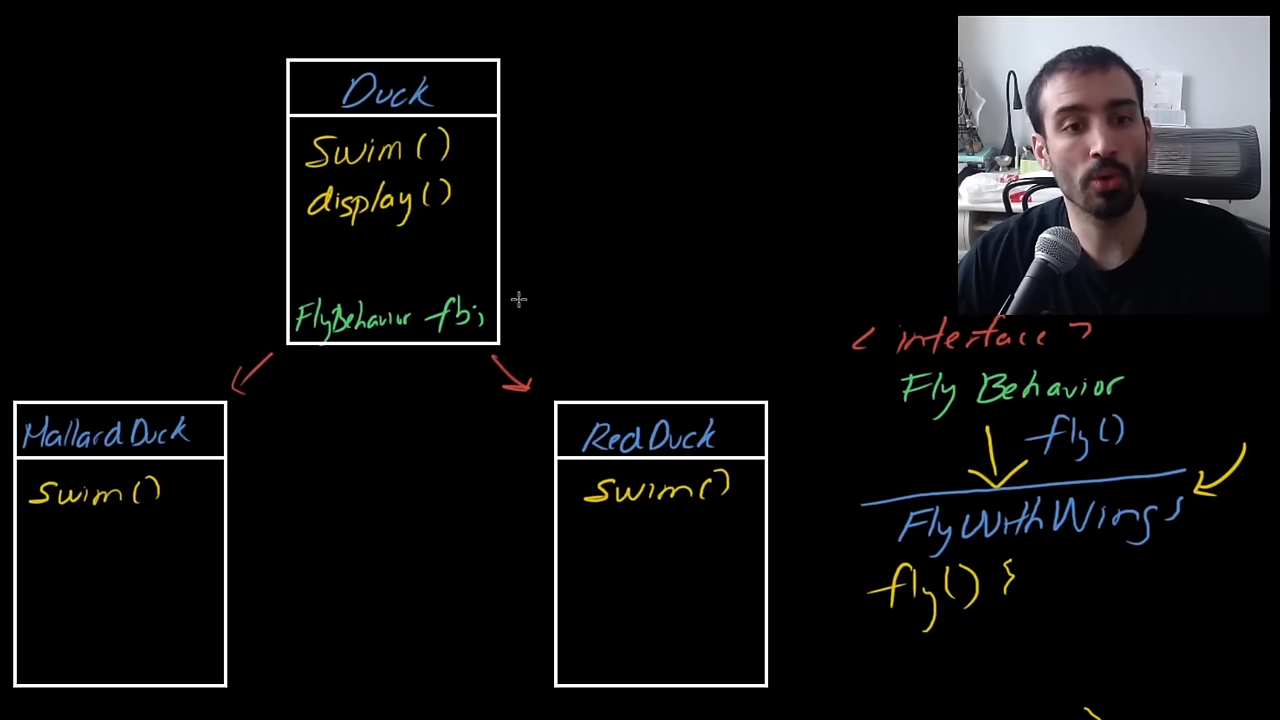 Duck
Swim()
display()
FlyBehavior fb;
MallardDuck
Swim()
RedDuck
Swim()
< interface >
Fly Behavior
fly()
FlyWithWings
fly() {